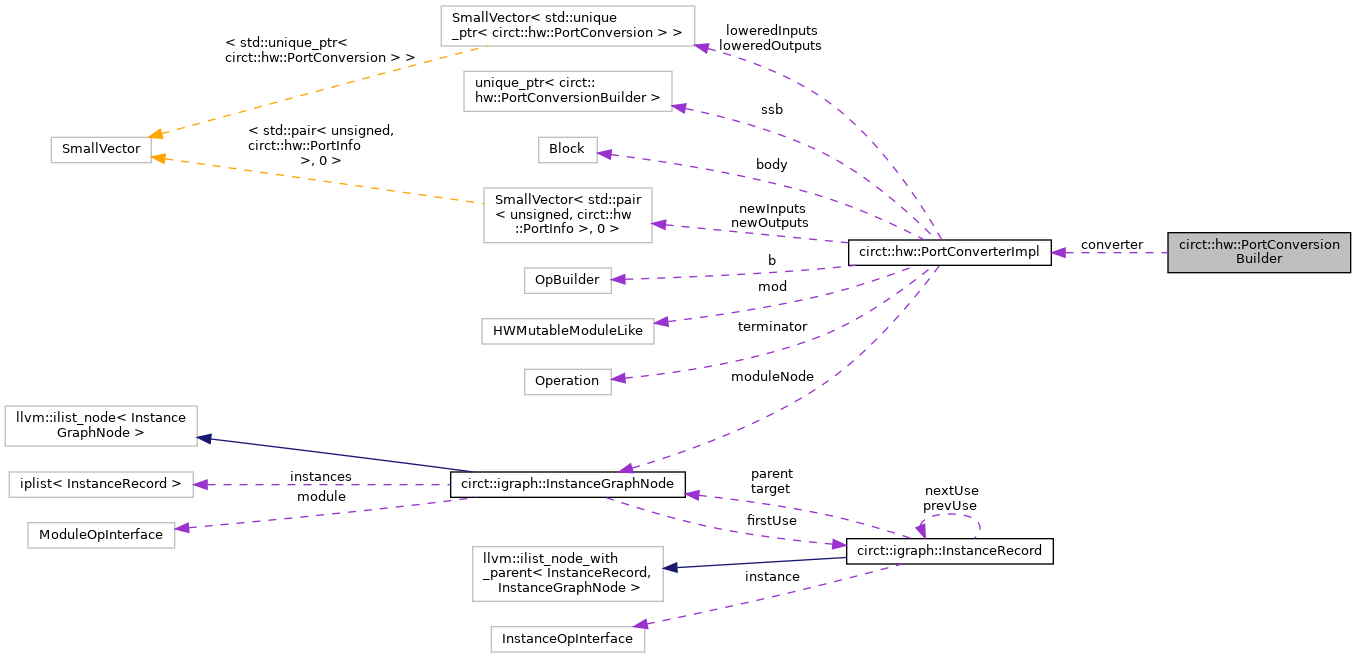 SmallVector< std::unique
_ptr< circt::hw::PortConversion > >
loweredInputs
loweredOutputs
< std::unique_ptr<
circt::hw::PortConversion > >
unique_ptr< circt::
hw::PortConversionBuilder >
ssb
< std::pair< unsigned,
circt::hw::PortInfo
>, 0 >
SmallVector
Block
body
SmallVector< std::pair
< unsigned, circt::hw
::PortInfo >, 0 >
newInputs
newOutputs
circt::hw::PortConverterImpl
converter
circt::hw::PortConversion
Builder
b
OpBuilder
mod
HWMutableModuleLike
terminator
Operation
moduleNode
llvm::ilist_node< Instance
GraphNode >
iplist< InstanceRecord >
instances
module
ModuleOpInterface
circt::igraph::InstanceGraphNode
parent
target
firstUse
nextUse
prevUse
circt::igraph::InstanceRecord
llvm::ilist_node_with
_parent< InstanceRecord,
InstanceGraphNode >
instance
InstanceOpInterface